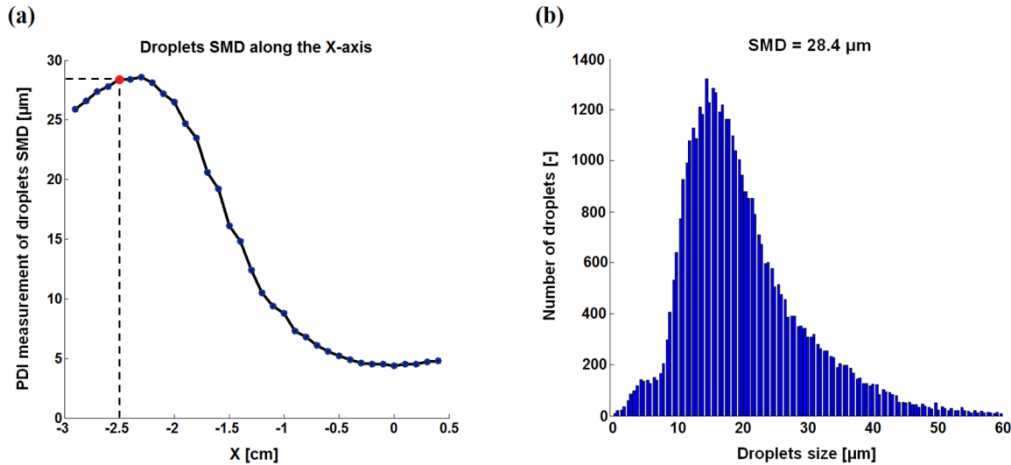 (a)
Droplets SMD along the X-axis
PDI measurement of droplets SMD [µm]
30
25
20
15
10
5
0
-3 -2.5 -2 -1.5 -1 -0.5 0 0.5
X [cm]
(b)
SMD = 28.4 µm
Number of droplets [-]
1400
1200
1000
800
600
400
200
0
0 10 20 30 40 50 60
Droplets size [µm]